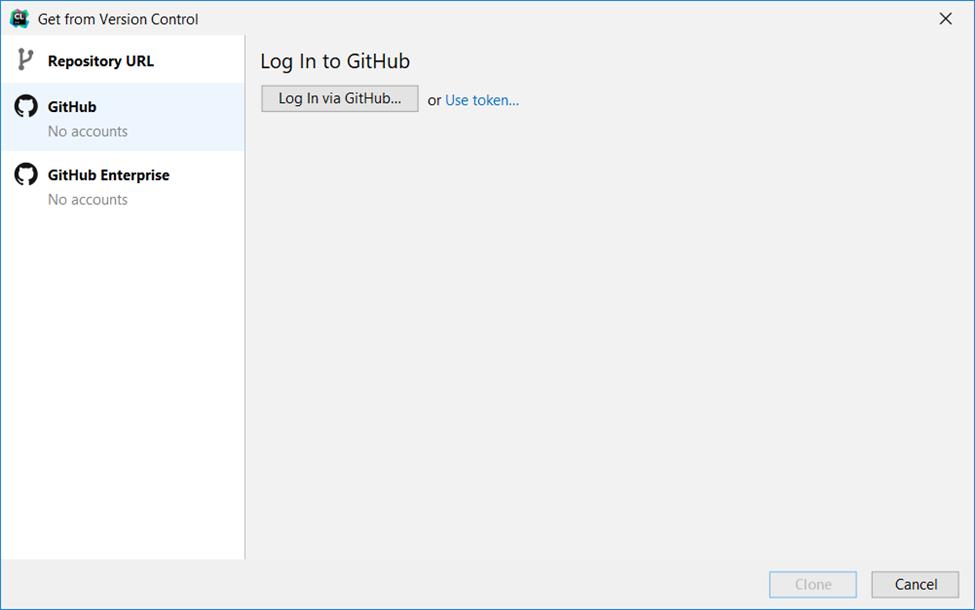 CL Get from Version Control
Repository URL
GitHub
No accounts
GitHub Enterprise
No accounts
Log In to GitHub
Log In via GitHub... or Use token...
Clone Cancel